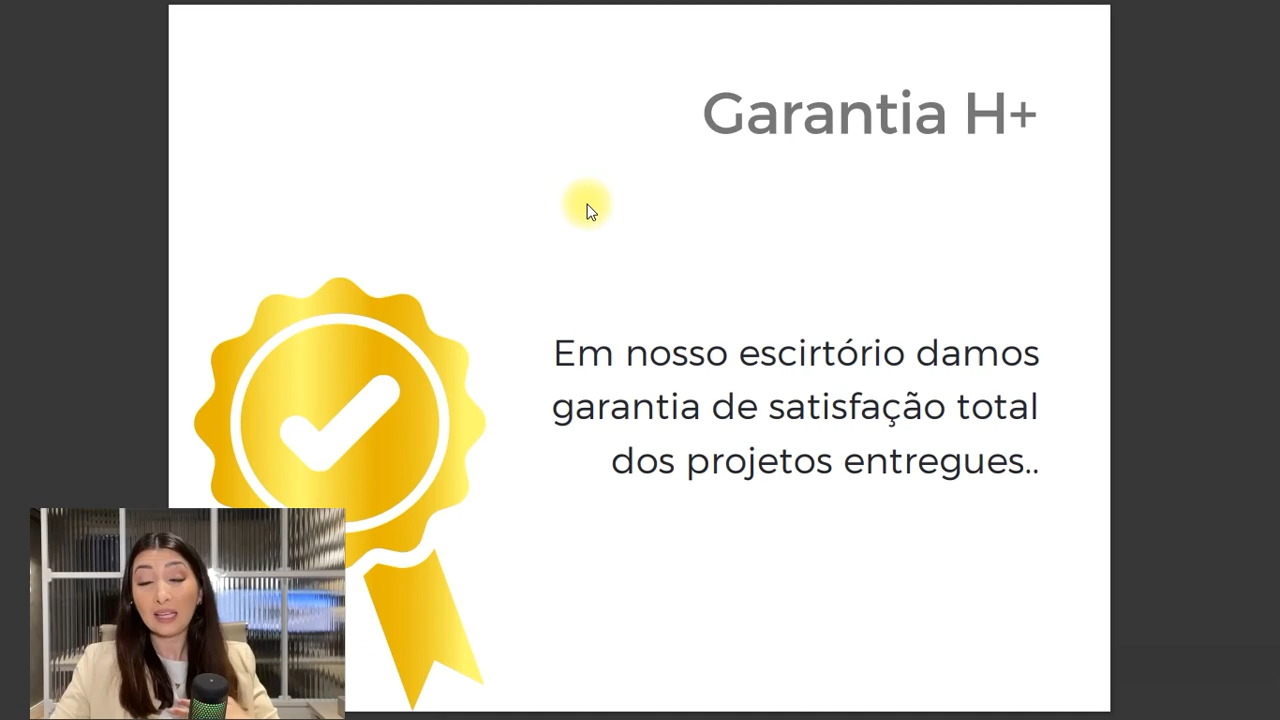 Garantia H+
Em nosso escirtório damos
garantia de satisfação total
dos projetos entregues..